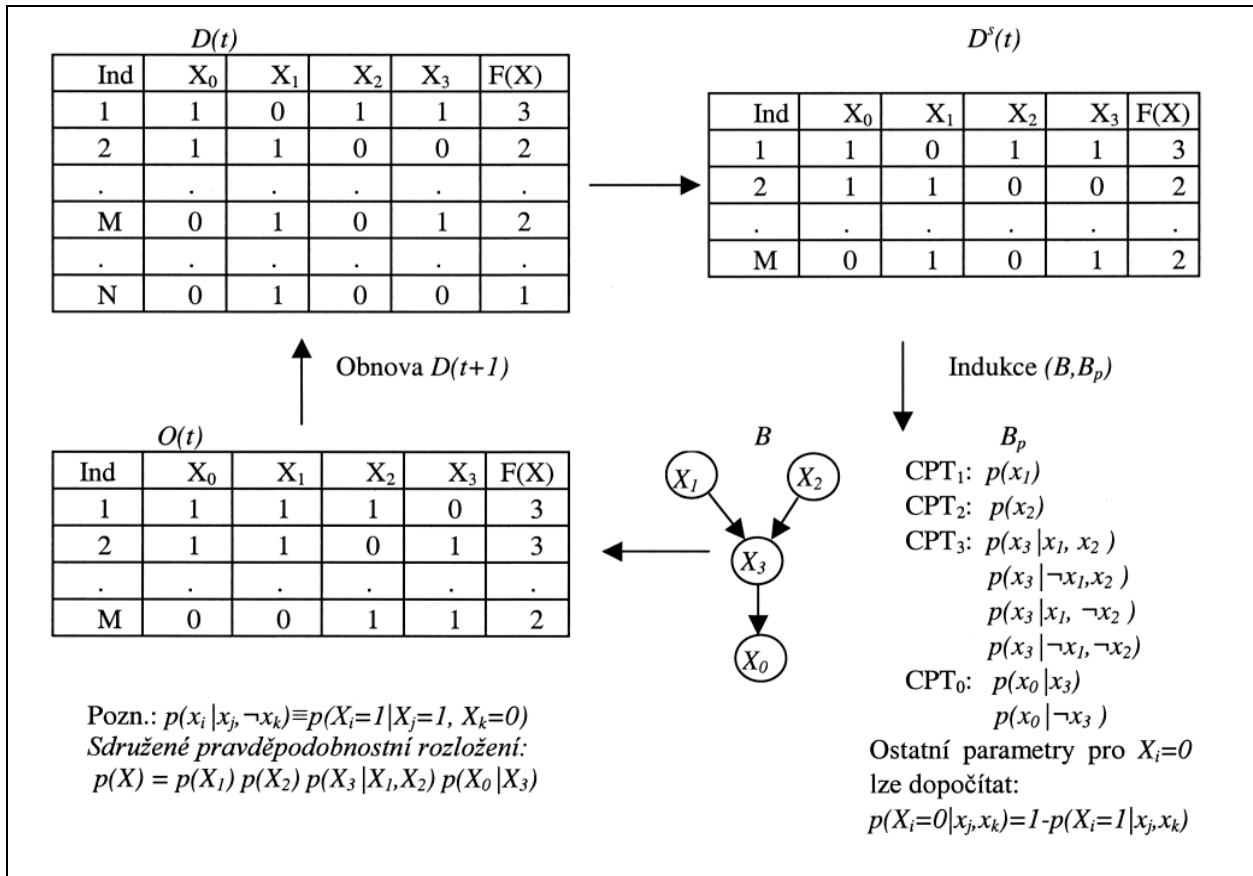 D(t)
Ind X₀ X₁ X₂ X₃ F(X)
1 1 0 1 1 3
2 1 1 0 0 2
. . . . . .
M 0 1 0 1 2
. . . . . .
N 0 1 0 0 1
Dˢ(t)
Ind X₀ X₁ X₂ X₃ F(X)
1 1 0 1 1 3
2 1 1 0 0 2
. . . . . .
M 0 1 0 1 2
Obnova D(t+1)
Indukce (B,Bₚ)
O(t)
Ind X₀ X₁ X₂ X₃ F(X)
1 1 1 1 0 3
2 1 1 0 1 3
. . . . . .
M 0 0 1 1 2
B
X₁ X₂
X₃
X₀
Bₚ
CPT₁: p(x₁)
CPT₂: p(x₂)
CPT₃: p(x₃|x₁, x₂ )
p(x₃|¬x₁,x₂ )
p(x₃|x₁, ¬x₂ )
p(x₃|¬x₁,¬x₂)
CPT₀: p(x₀|x₃)
p(x₀|¬x₃ )
Ostatní parametry pro Xᵢ=0
lze dopočítat:
p(Xᵢ=0|xⱼ,xₖ)=1-p(Xᵢ=1|xⱼ,xₖ)
Pozn.: p(xᵢ|xⱼ,¬xₖ)≡p(Xᵢ=1|Xⱼ=1, Xₖ=0)
Sdružené pravděpodobnostní rozložení:
p(X) = p(X₁) p(X₂) p(X₃|X₁,X₂) p(X₀|X₃)